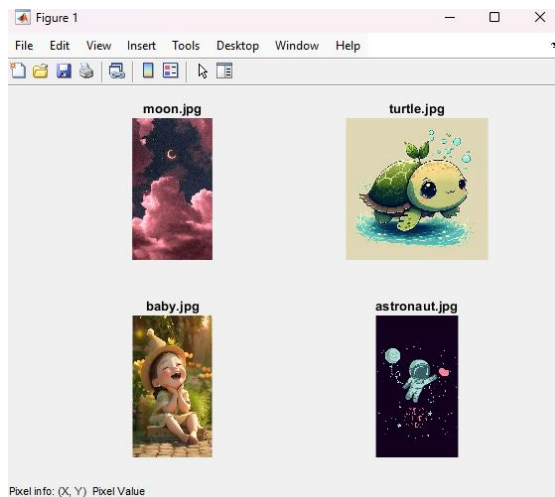 Figure 1
File Edit View Insert Tools Desktop Window Help
moon.jpg
turtle.jpg
baby.jpg
astronaut.jpg
Pixel info: (X, Y) Pixel Value